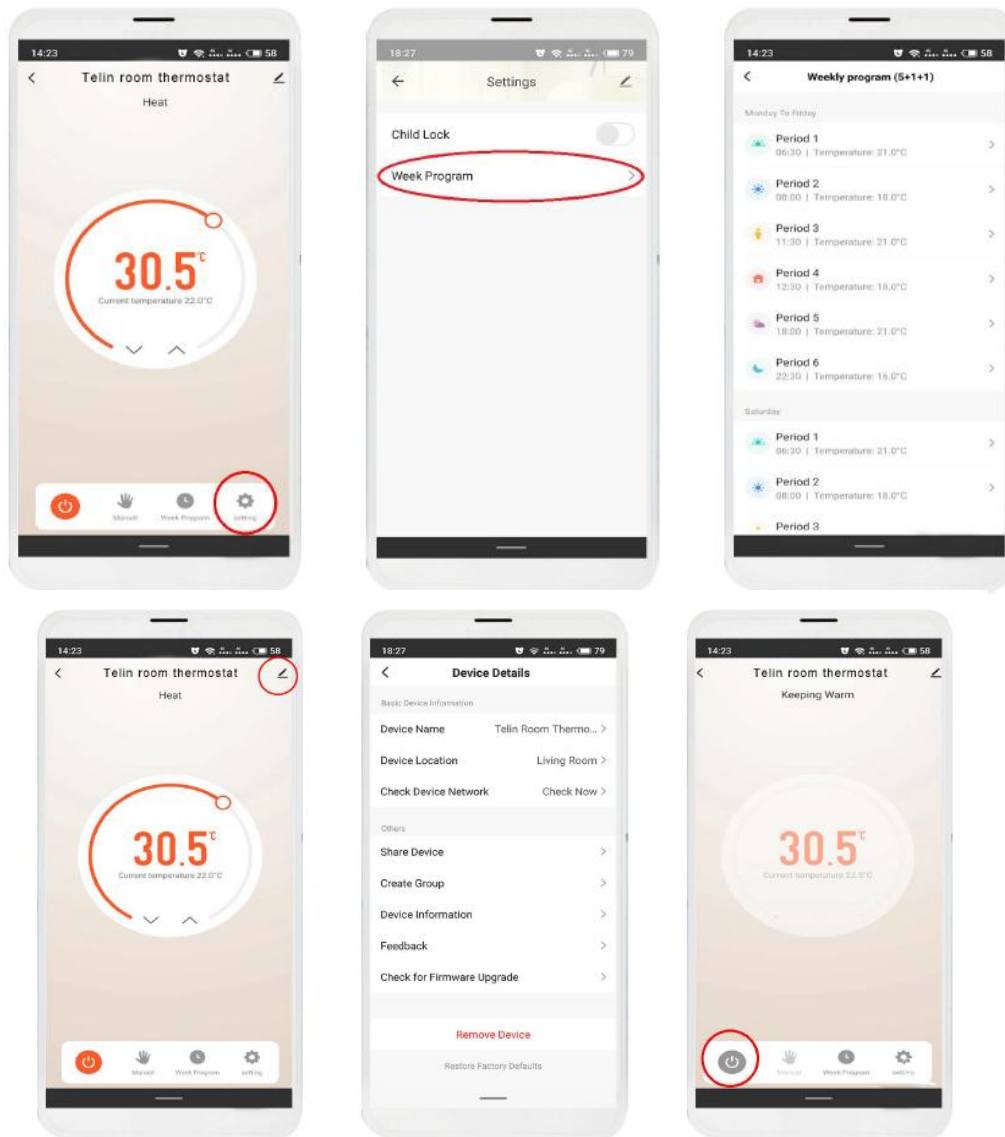 14:23
58
Telin room thermostat
Heat
30.5℃
Current temperature 22.0°C
Manual
Week Program
setting
18:27
79
Settings
Child Lock
Week Program
14:23
58
Weekly program (5+1+1)
Monday To Friday
Period 1
06:30 | Temperature: 21.0°C
Period 2
08:00 | Temperature: 18.0°C
Period 3
11:30 | Temperature: 21.0°C
Period 4
12:30 | Temperature: 18.0°C
Period 5
18:00 | Temperature: 21.0°C
Period 6
22:30 | Temperature: 16.0°C
Saturday
Period 1
06:30 | Temperature: 21.0°C
Period 2
08:00 | Temperature: 18.0°C
Period 3
14:23
58
Telin room thermostat
Heat
30.5℃
Current temperature 22.0°C
Manual
Week Program
setting
18:27
79
Device Details
Basic Device Information
Device Name Telin Room Thermo...
Device Location Living Room
Check Device Network Check Now
Others
Share Device
Create Group
Device Information
Feedback
Check for Firmware Upgrade
Remove Device
Restore Factory Defaults
14:23
58
Telin room thermostat
Keeping Warm
30.5℃
Current temperature 22.5°C
Manual
Week Program
setting